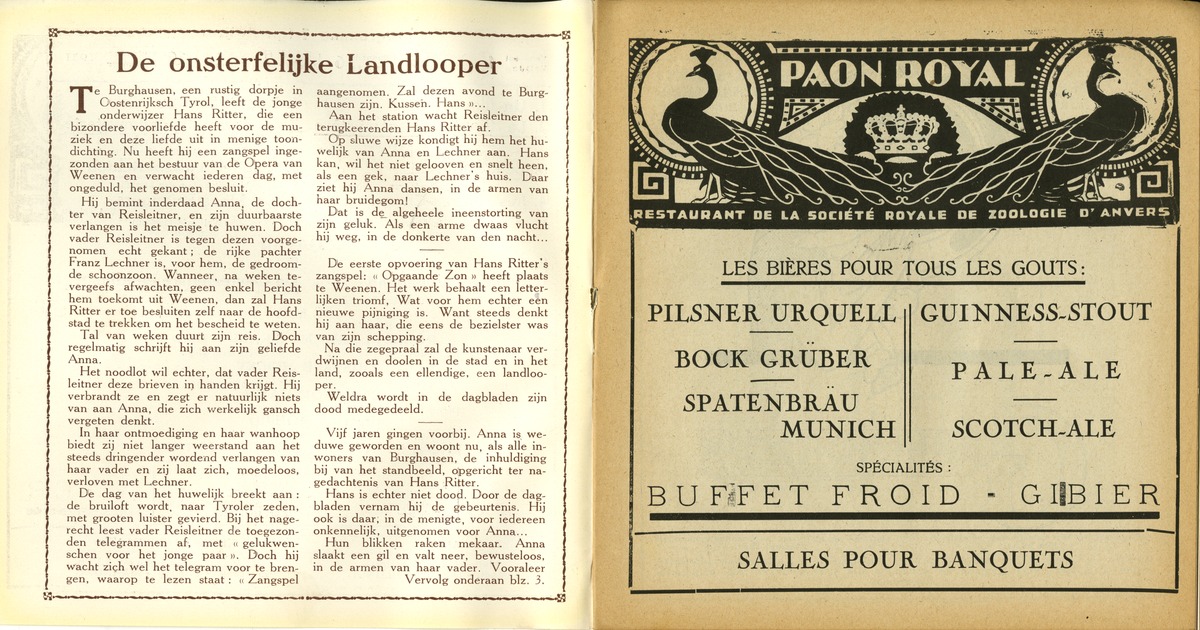 De onsterfelijke Landlooper
Te Burghausen, een rustig dorpje in
Oostenrijksch Tyrol, leeft de jonge
onderwijzer Hans Ritter, die een
bizondere voorliefde heeft voor de mu-
ziek en deze liefde uit in menige toon-
dichting. Nu heeft hij een zangspel inge-
zonden aan het bestuur van de Opera van
Weenen en verwacht iederen dag, met
ongeduld, het genomen besluit.
Hij bemint inderdaad Anna, de doch-
ter van Reisleitner, en zijn duurbaarste
verlangen is het meisje te huwen. Doch
vader Reisleitner is tegen dezen voorge-
nomen echt gekant ; de rijke pachter
Franz Lechner is, voor hem, de gedroom-
de schoonzoon. Wanneer, na weken te-
vergeefs afwachten, geen enkel bericht
hem toekomt uit Weenen, dan zal Hans
Ritter er toe besluiten zelf naar de hoofd-
stad te trekken om het bescheid te weten.
Tal van weken duurt zijn reis. Doch
regelmatig schrijft hij aan zijn geliefde
Anna.
Het noodlot wil echter, dat vader Reis-
leitner deze brieven in handen krijgt. Hij
verbrandt ze en zegt er natuurlijk niets
van aan Anna, die zich werkelijk gansch
vergeten denkt.
In haar ontmoediging en haar wanhoop
biedt zij niet langer weerstand aan het
steeds dringender wordend verlangen van
haar vader en zij laat zich, moedeloos,
verloven met Lechner.
De dag van het huwelijk breekt aan :
de bruiloft wordt, naar Tyroler zeden,
met grooten luister gevierd. Bij het nage-
recht leest vader Reisleitner de toegezon-
den telegrammen af, met « gelukwen-
schen voor het jonge paar ». Doch hij
wacht zich wel het telegram voor te bren-
gen, waarop te lezen staat : « Zangspel
aangenomen. Zal dezen avond te Burg-
hausen zijn. Kussen. Hans »...
Aan het station wacht Reisleitner den
terugkeerenden Hans Ritter af.
Op sluwe wijze kondigt hij hem het hu-
welijk van Anna en Lechner aan. Hans
kan, wil het niet gelooven en snelt heen,
als een gek, naar Lechner's huis. Daar
ziet hij Anna dansen, in de armen van
haar bruidegom!
Dat is de algeheele ineenstorting van
zijn geluk. Als een arme dwaas vlucht
hij weg, in de donkerte van den nacht...
De eerste opvoering van Hans Ritter's
zangspel: « Opgaande Zon » heeft plaats
te Weenen. Het werk behaalt een letter-
lijken triomf, Wat voor hem echter een
nieuwe pijniging is. Want steeds denkt
hij aan haar, die eens de bezielster was
van zijn schepping.
Na die zegepraal zal de kunstenaar ver-
dwijnen en doolen in de stad en in het
land, zooals een ellendige, een landloo-
per.
Weldra wordt in de dagbladen zijn
dood medegedeeld.
Vijf jaren gingen voorbij. Anna is we-
duwe geworden en woont nu, als alle in-
woners van Burghausen, de inhuldiging
bij van het standbeeld, opgericht ter na-
gedachtenis van Hans Ritter.
Hans is echter niet dood. Door de dag-
bladen vernam hij de gebeurtenis. Hij
ook is daar, in de menigte, voor iedereen
onkennelijk, uitgenomen voor Anna...
Hun blikken raken mekaar. Anna
slaakt een gil en valt neer, bewusteloos,
in de armen van haar vader. Vooraleer
Vervolg onderaan blz. 3.
PAON ROYAL
RESTAURANT DE LA SOCIÉTÉ ROYALE DE ZOOLOGIE D'ANVERS
LES BIÈRES POUR TOUS LES GOUTS:
PILSNER URQUELL
BOCK GRÜBER
SPATENBRÄU
MUNICH
GUINNESS-STOUT
PALE-ALE
SCOTCH-ALE
SPÉCIALITÉS :
BUFFET FROID - GIBIER
SALLES POUR BANQUETS